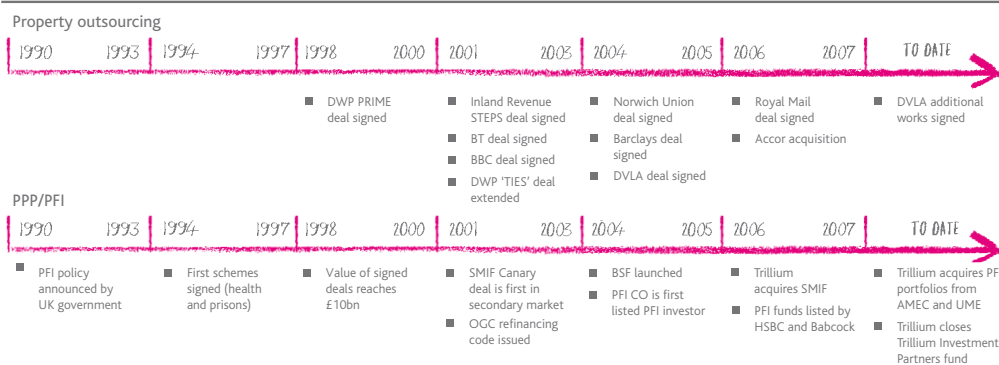 Property outsourcing
1990 1993 1994 1997 1998 2000 2001 2003 2004 2005 2006 2007 TO DATE
DWP PRIME
deal signed
Inland Revenue
STEPS deal signed
BT deal signed
BBC deal signed
DWP ‘TIES’ deal
extended
Norwich Union
deal signed
Barclays deal
signed
DVLA deal signed
Royal Mail
deal signed
Accor acquisition
DVLA additional
works signed
PPP/PFI
1990 1993 1994 1997 1998 2000 2001 2003 2004 2005 2006 2007 TO DATE
PFI policy
announced by
UK government
First schemes
signed (health
and prisons)
Value of signed
deals reaches
£10bn
SMIF Canary
deal is first in
secondary market
OGC refinancing
code issued
BSF launched
PFI CO is first
listed PFI investor
Trillium
acquires SMIF
PFI funds listed by
HSBC and Babcock
Trillium acquires PF
portfolios from
AMEC and UME
Trillium closes
Trillium Investment
Partners fund